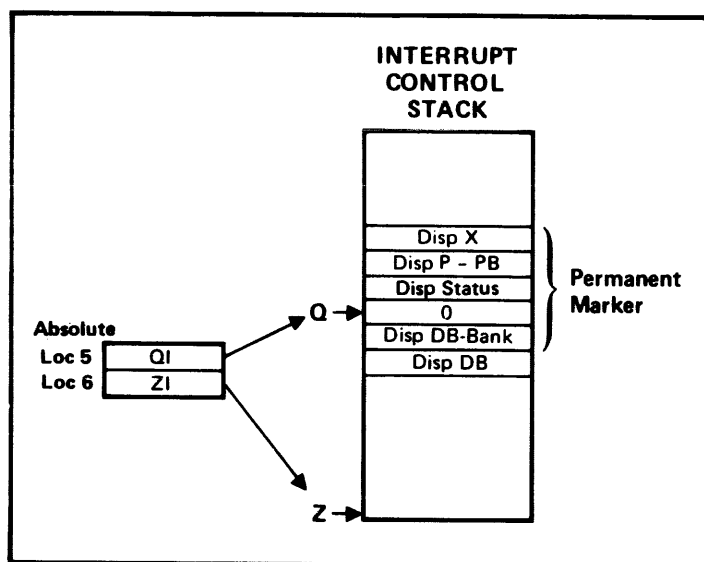 INTERRUPT
CONTROL
STACK
Disp X
Disp P - PB
Disp Status
Q
0
Disp DB-Bank
Disp DB
Permanent
Marker
Absolute
Loc 5
QI
Loc 6
ZI
Z